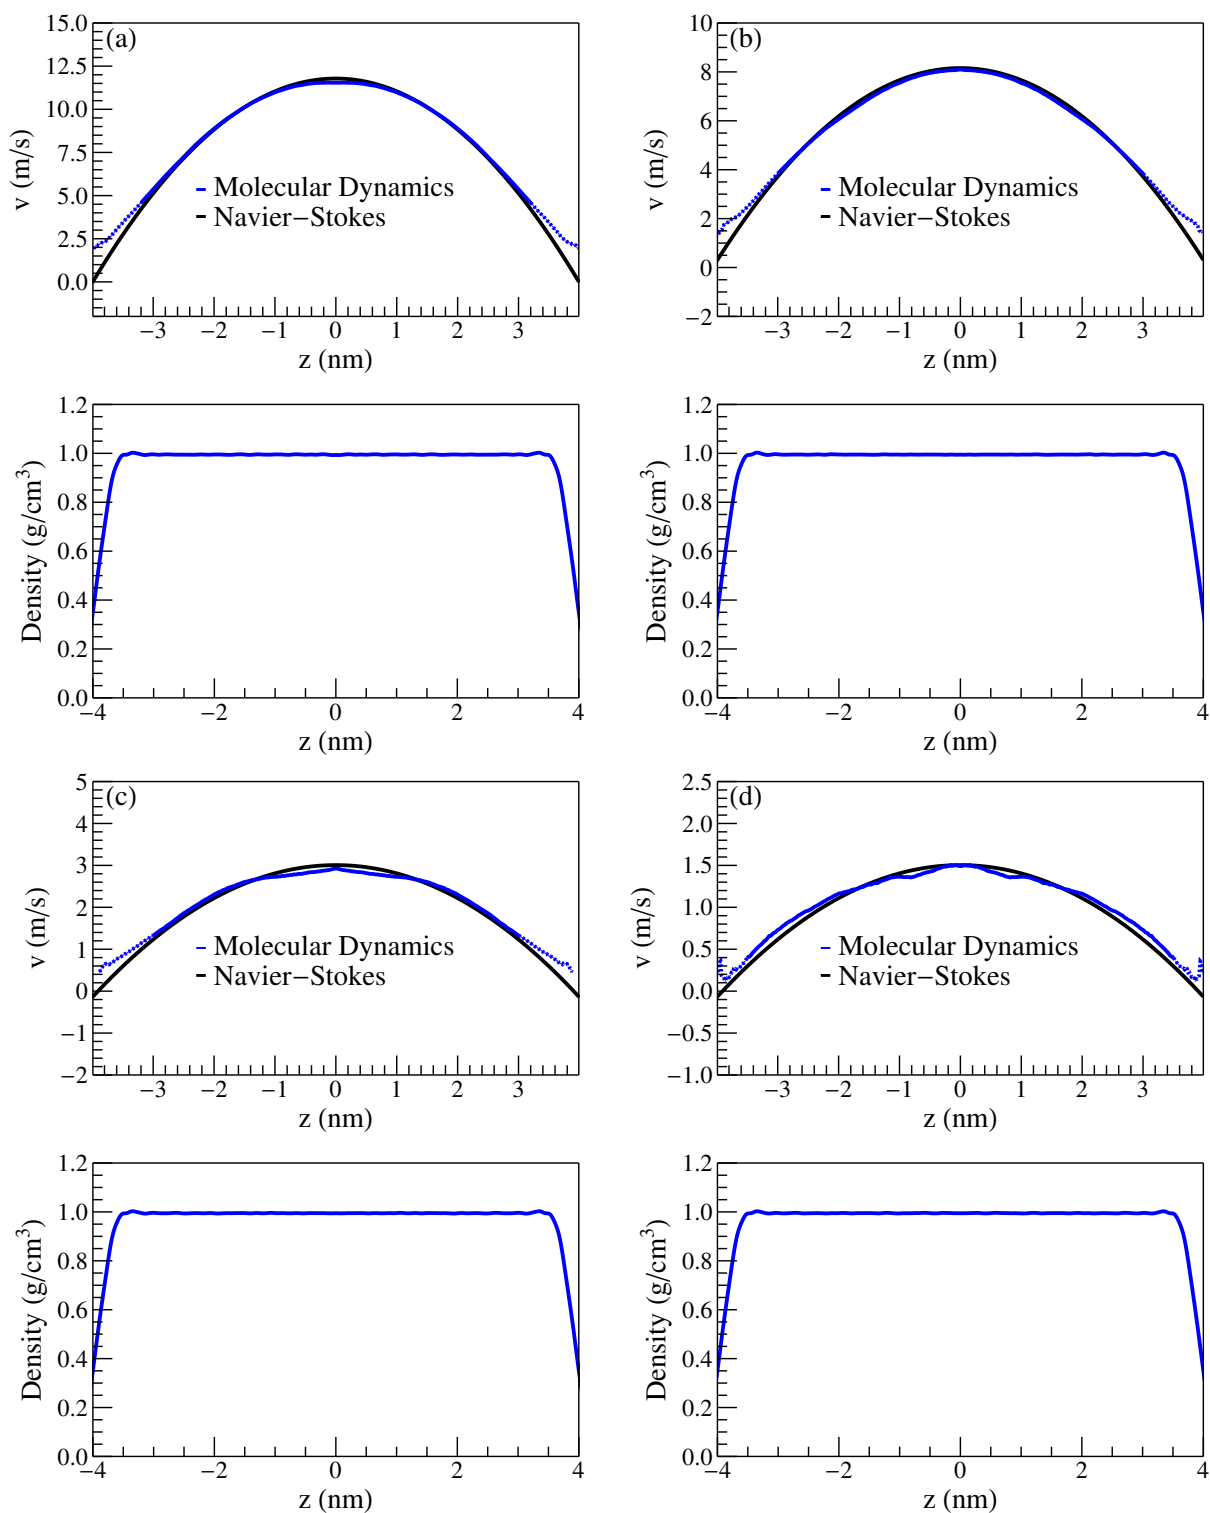 (a)
15.0
12.5
10.0
7.5
5.0
2.5
0.0
v (m/s)
Molecular Dynamics
Navier−Stokes
−3 −2 −1 0 1 2 3
z (nm)
(b)
10
8
6
4
2
0
−2
v (m/s)
Molecular Dynamics
Navier−Stokes
−3 −2 −1 0 1 2 3
z (nm)
1.2
1.0
0.8
0.6
0.4
0.2
0.0
Density (g/cm³)
−4 −2 0 2 4
z (nm)
1.2
1.0
0.8
0.6
0.4
0.2
0.0
Density (g/cm³)
−4 −2 0 2 4
z (nm)
(c)
5
4
3
2
1
0
−1
−2
v (m/s)
Molecular Dynamics
Navier−Stokes
−3 −2 −1 0 1 2 3
z (nm)
(d)
2.5
2.0
1.5
1.0
0.5
0.0
−0.5
−1.0
v (m/s)
Molecular Dynamics
Navier−Stokes
−3 −2 −1 0 1 2 3
z (nm)
1.2
1.0
0.8
0.6
0.4
0.2
0.0
Density (g/cm³)
−4 −2 0 2 4
z (nm)
1.2
1.0
0.8
0.6
0.4
0.2
0.0
Density (g/cm³)
−4 −2 0 2 4
z (nm)